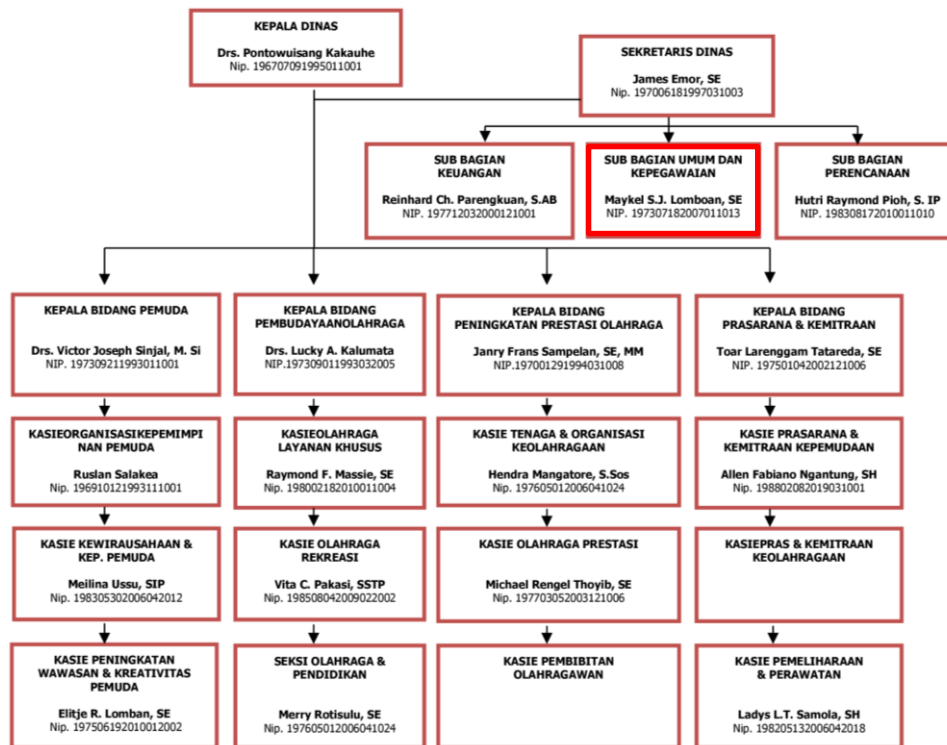 KEPALA DINAS
Drs. Pontowuisang Kakauhe
Nip. 196707091995011001
SEKRETARIS DINAS
James Emor, SE
Nip. 197006181997031003
SUB BAGIAN
KEUANGAN
Reinhard Ch. Parengkuan, S.AB
NIP. 197712032000121001
SUB BAGIAN UMUM DAN
KEPEGAWAIAN
Maykel S.J. Lomboan, SE
NIP. 197307182007011013
SUB BAGIAN
PERENCANAAN
Hutri Raymond Pioh, S. IP
NIP. 198308172010011010
KEPALA BIDANG PEMUDA
Drs. Victor Joseph Sinjal, M. Si
NIP. 197309211993011001
KEPALA BIDANG
PEMBUDAYAANOLAHRAGA
Drs. Lucky A. Kalumata
NIP.197309011993032005
KEPALA BIDANG
PENINGKATAN PRESTASI OLAHRAGA
Janry Frans Sampelan, SE, MM
NIP.197001291994031008
KEPALA BIDANG
PRASARANA & KEMITRAAN
Toar Larenggam Tatareda, SE
NIP. 197501042002121006
KASIEORGANISASIKEPEMIMPI
NAN PEMUDA
Ruslan Salakea
Nip. 196910121993111001
KASIEOLAHRAGA
LAYANAN KHUSUS
Raymond F. Massie, SE
Nip. 198002182010011004
KASIE TENAGA & ORGANISASI
KEOLAHRAGAAN
Hendra Mangatore, S.Sos
Nip. 197605012006041024
KASIE PRASARANA &
KEMITRAAN KEPEMUDAAN
Allen Fabiano Ngantung, SH
Nip. 198802082019031001
KASIE KEWIRAUSAHAAN &
KEP. PEMUDA
Meilina Ussu, SIP
Nip. 198305302006042012
KASIE OLAHRAGA
REKREASI
Vita C. Pakasi, SSTP
Nip. 198508042009022002
KASIE OLAHRAGA PRESTASI
Michael Rengel Thoyib, SE
Nip. 197703052003121006
KASIEPRAS & KEMITRAAN
KEOLAHRAGAAN
KASIE PENINGKATAN
WAWASAN & KREATIVITAS
PEMUDA
Elitje R. Lomban, SE
Nip. 197506192010012002
SEKSI OLAHRAGA &
PENDIDIKAN
Merry Rotisulu, SE
Nip. 197605012006041024
KASIE PEMBIBITAN
OLAHRAGAWAN
KASIE PEMELIHARAAN
& PERAWATAN
Ladys L.T. Samola, SH
Nip. 198205132006042018